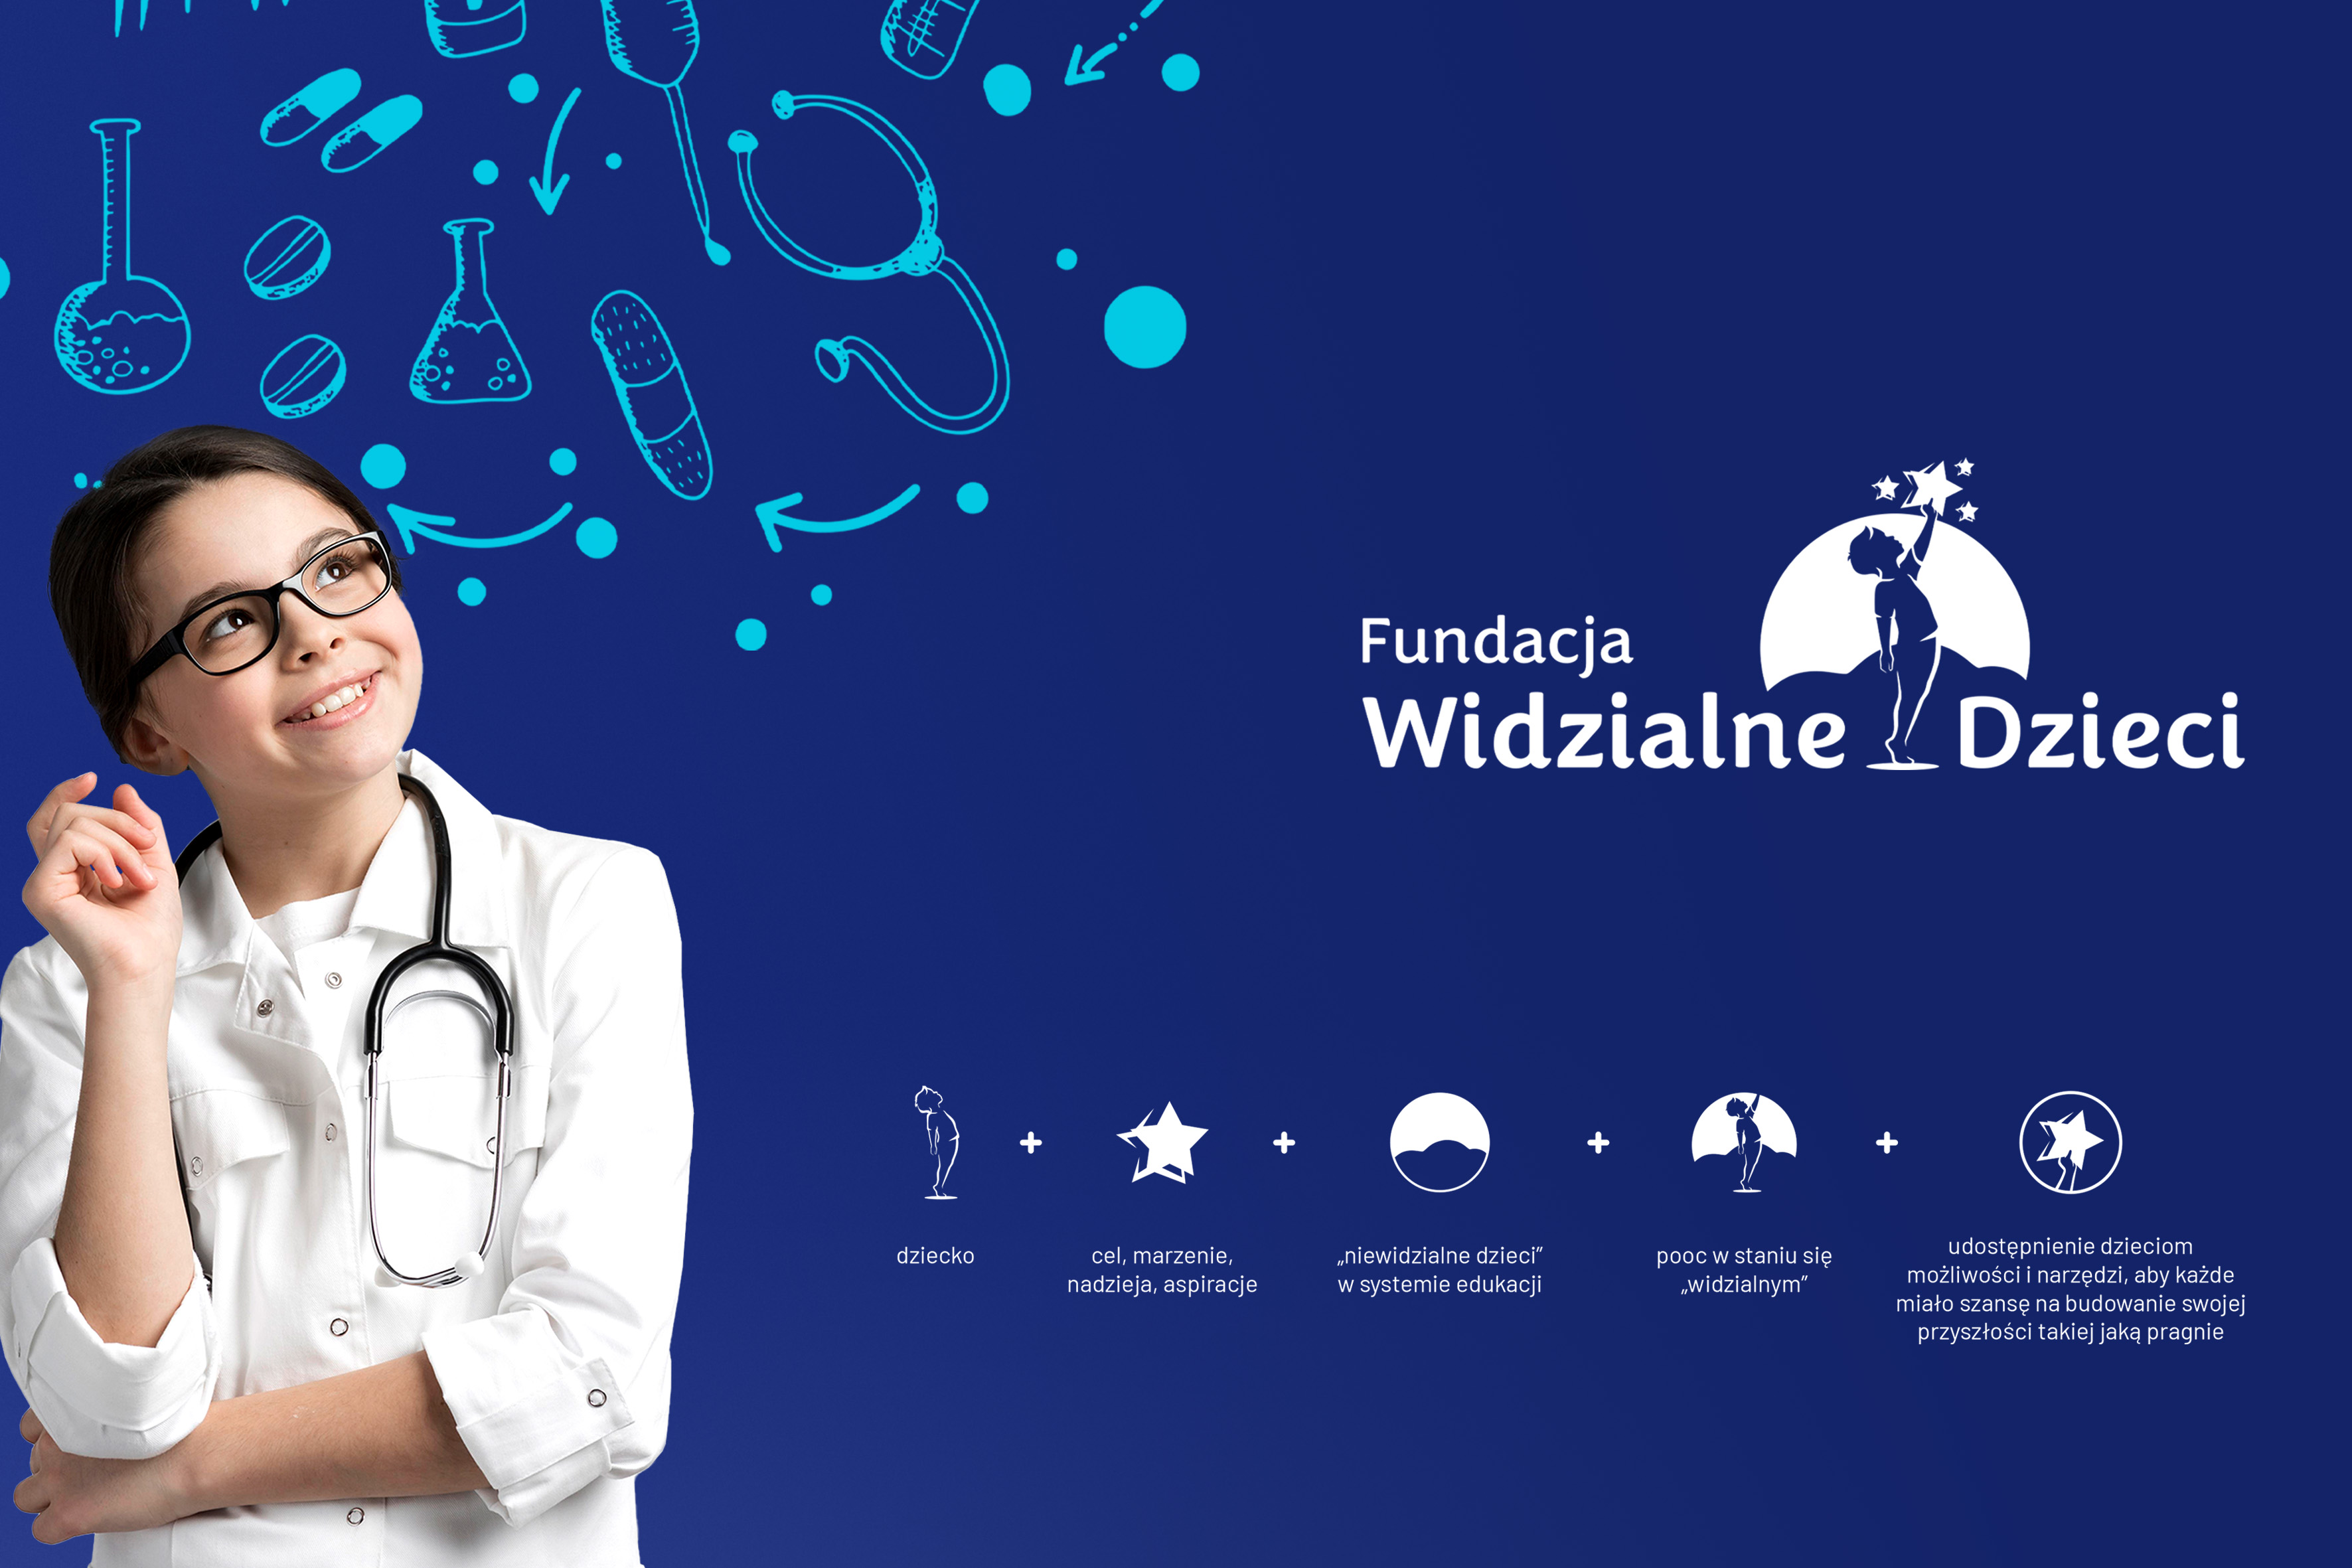 Fundacja
Widzialne Dzieci
dziecko
cel, marzenie,
nadzieja, aspiracje
„niewidzialne dzieci”
w systemie edukacji
pooc w staniu się
„widzialnym”
udostępnienie dzieciom
możliwości i narzędzi, aby każde
miało szansę na budowanie swojej
przyszłości takiej jaką pragnie